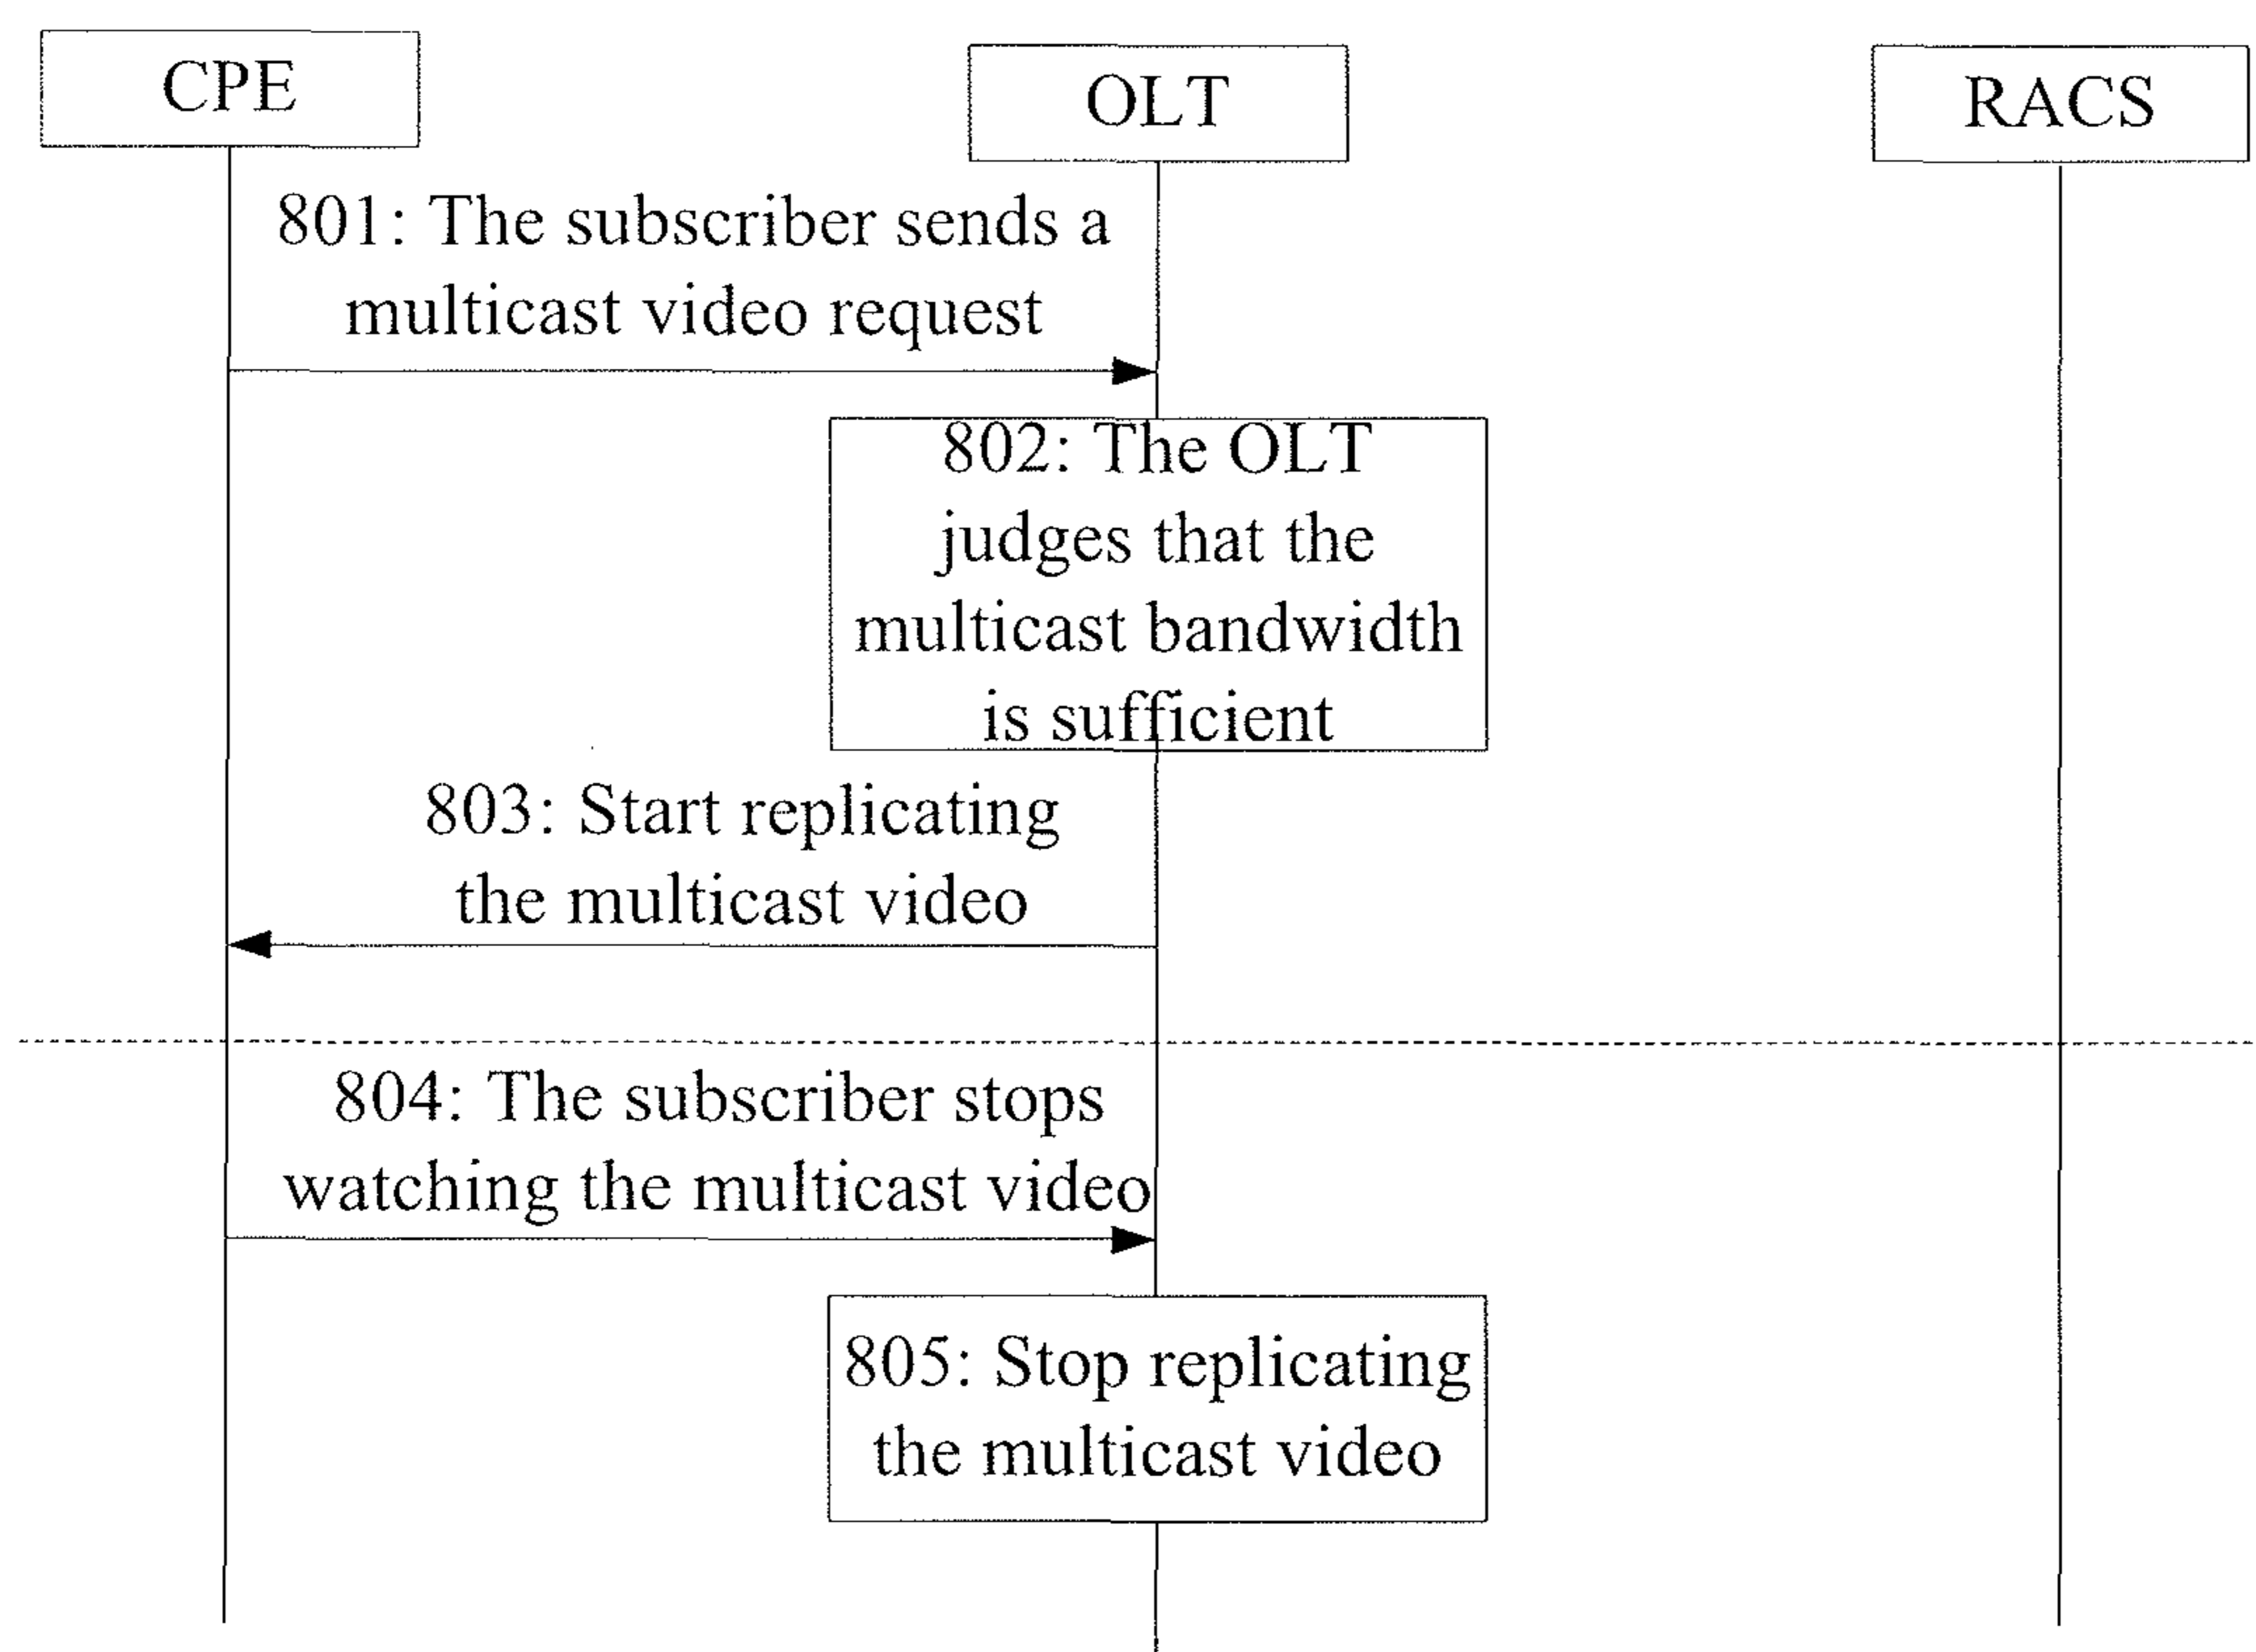 CPE
OLT
RACS
801: The subscriber sends a
multicast video request
802: The OLT
judges that the
multicast bandwidth
is sufficient
803: Start replicating
the multicast video
804: The subscriber stops
watching the multicast video
805: Stop replicating
the multicast video